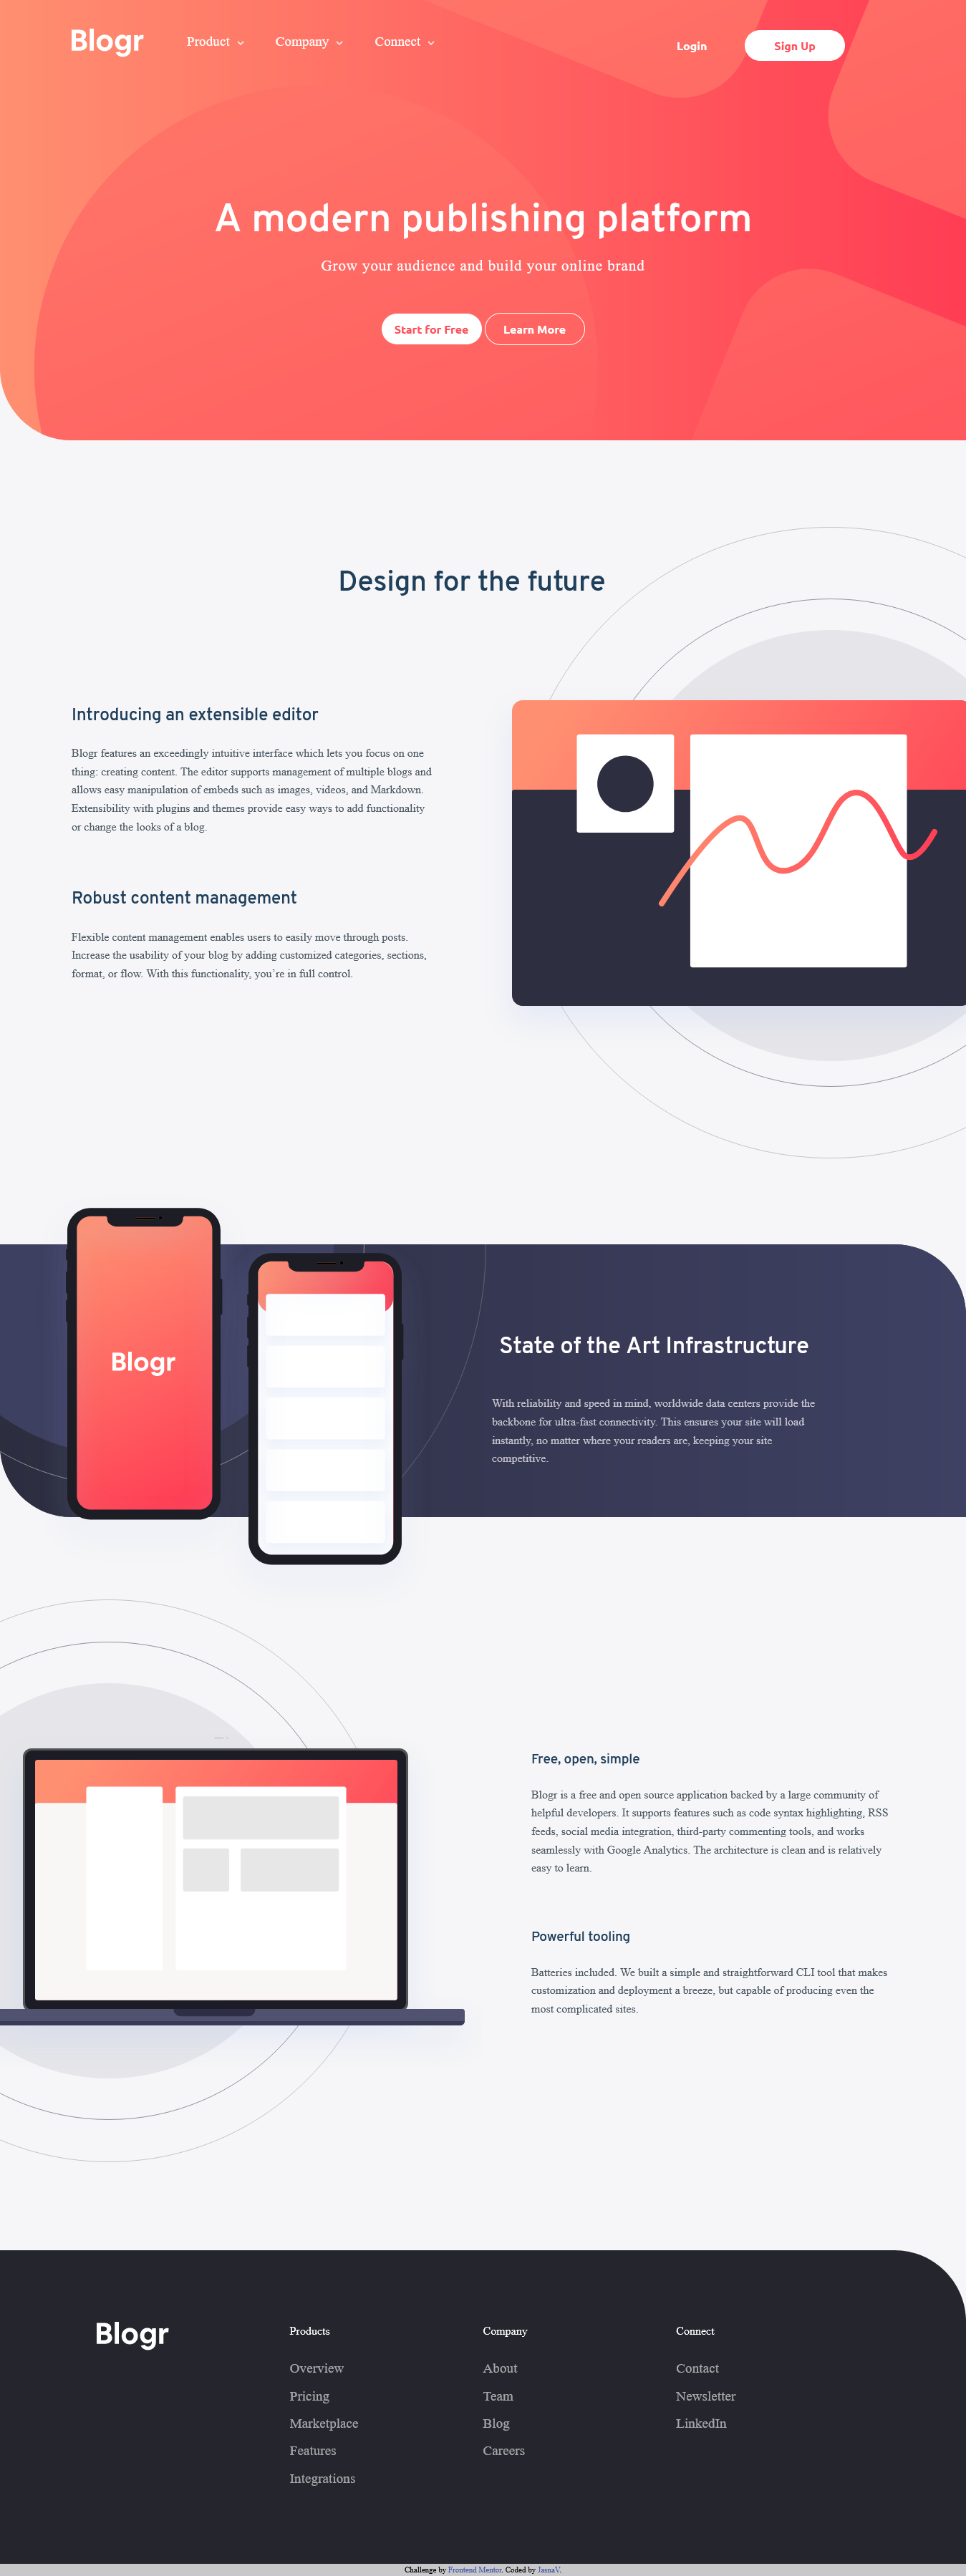 Blogr Product Company Connect Login Sign Up
A modern publishing platform
Grow your audience and build your online brand
Start for Free Learn More
Design for the future
Introducing an extensible editor
Blogr features an exceedingly intuitive interface which lets you focus on one
thing: creating content. The editor supports management of multiple blogs and
allows easy manipulation of embeds such as images, videos, and Markdown.
Extensibility with plugins and themes provide easy ways to add functionality
or change the looks of a blog.
Robust content management
Flexible content management enables users to easily move through posts.
Increase the usability of your blog by adding customized categories, sections,
format, or flow. With this functionality, you’re in full control.
Blogr
State of the Art Infrastructure
With reliability and speed in mind, worldwide data centers provide the
backbone for ultra-fast connectivity. This ensures your site will load
instantly, no matter where your readers are, keeping your site
competitive.
Free, open, simple
Blogr is a free and open source application backed by a large community of
helpful developers. It supports features such as code syntax highlighting, RSS
feeds, social media integration, third-party commenting tools, and works
seamlessly with Google Analytics. The architecture is clean and is relatively
easy to learn.
Powerful tooling
Batteries included. We built a simple and straightforward CLI tool that makes
customization and deployment a breeze, but capable of producing even the
most complicated sites.
Blogr
Products
Overview
Pricing
Marketplace
Features
Integrations
Company
About
Team
Blog
Careers
Connect
Contact
Newsletter
LinkedIn
Challenge by Frontend Mentor. Coded by JasnaV.